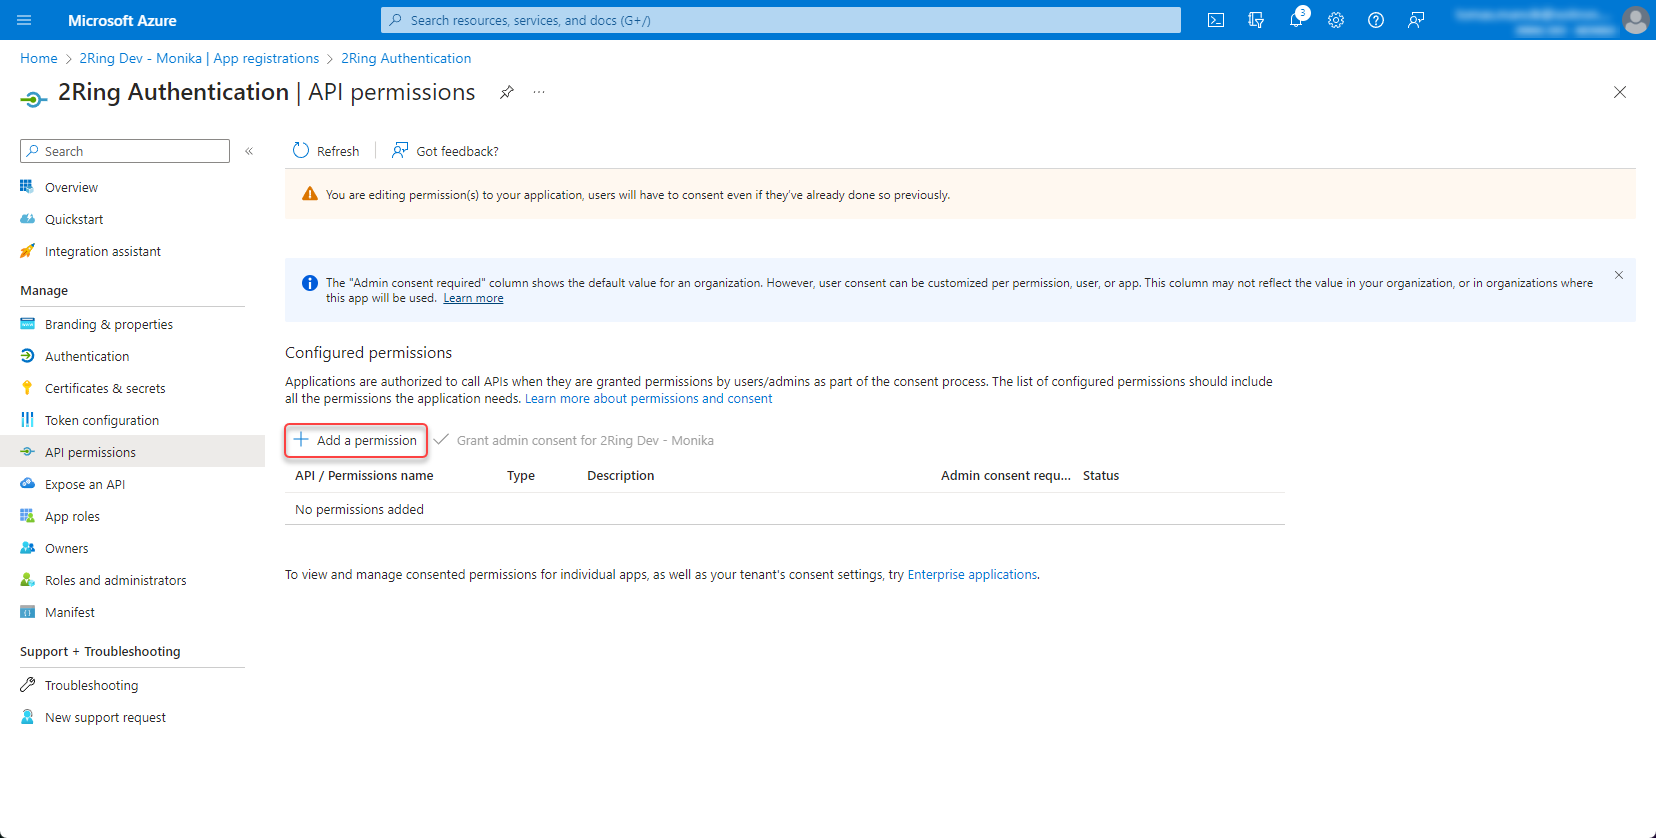 Microsoft Azure
Search resources, services, and docs (G+/)
3
Home > 2Ring Dev - Monika | App registrations > 2Ring Authentication
2Ring Authentication | API permissions
Search
«
Refresh
Got feedback?
Overview
Quickstart
Integration assistant
Manage
Branding & properties
Authentication
Certificates & secrets
Token configuration
API permissions
Expose an API
App roles
Owners
Roles and administrators
Manifest
Support + Troubleshooting
Troubleshooting
New support request
You are editing permission(s) to your application, users will have to consent even if they've already done so previously.
The "Admin consent required" column shows the default value for an organization. However, user consent can be customized per permission, user, or app. This column may not reflect the value in your organization, or in organizations where
this app will be used. Learn more
Configured permissions
Applications are authorized to call APIs when they are granted permissions by users/admins as part of the consent process. The list of configured permissions should include
all the permissions the application needs. Learn more about permissions and consent
Add a permission
Grant admin consent for 2Ring Dev - Monika
API / Permissions name Type Description Admin consent requ... Status
No permissions added
To view and manage consented permissions for individual apps, as well as your tenant's consent settings, try Enterprise applications.